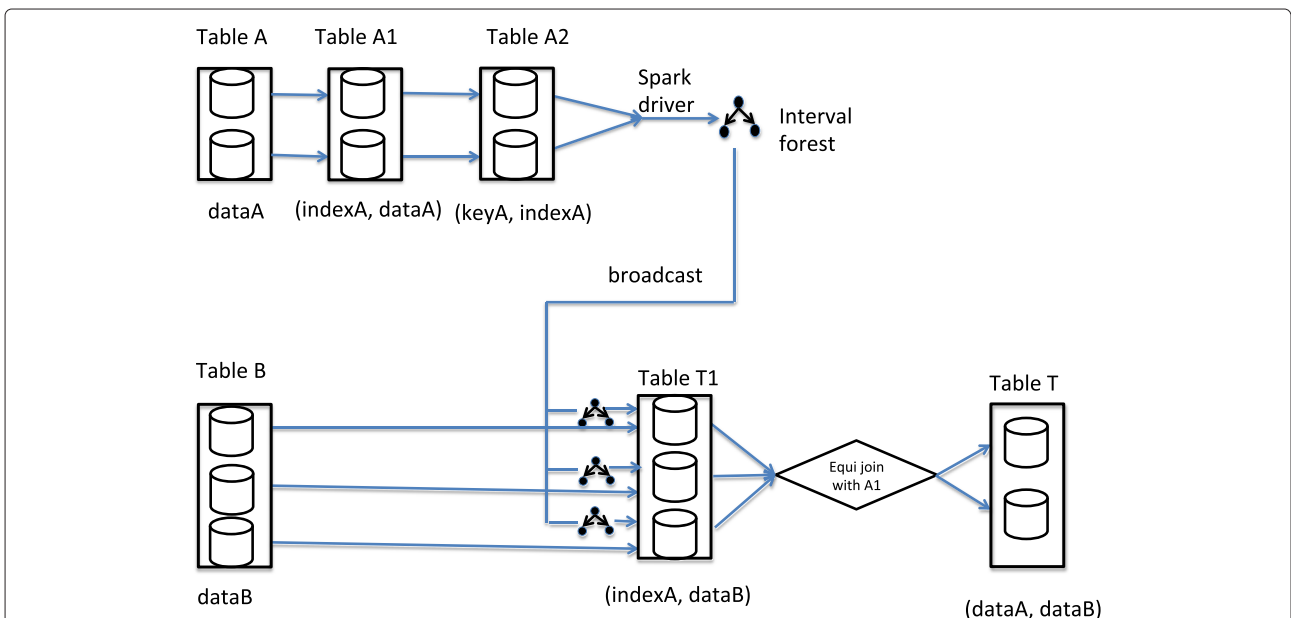 Table A
Table A1
Table A2
Spark
driver
Interval
forest
dataA
(indexA, dataA)
(keyA, indexA)
broadcast
Table B
Table T1
Table T
Equi join
with A1
dataB
(indexA, dataB)
(dataA, dataB)